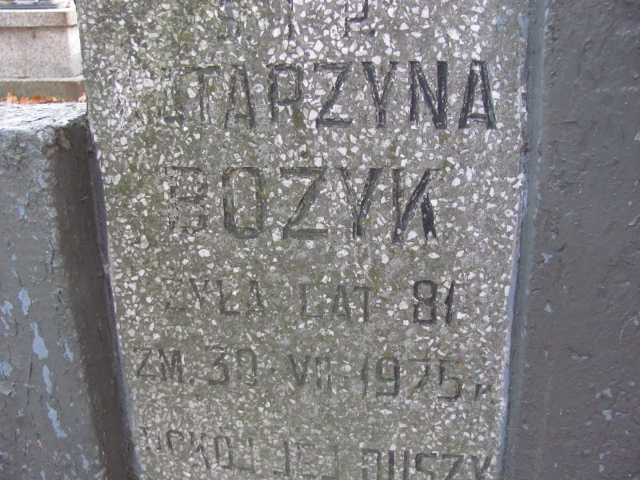 Ś P.
KATARZYNA
BOŻYK
ŻYŁA LAT 81
ZM. 30 VII 1975 r
POKÓJ JEJ DUSZY